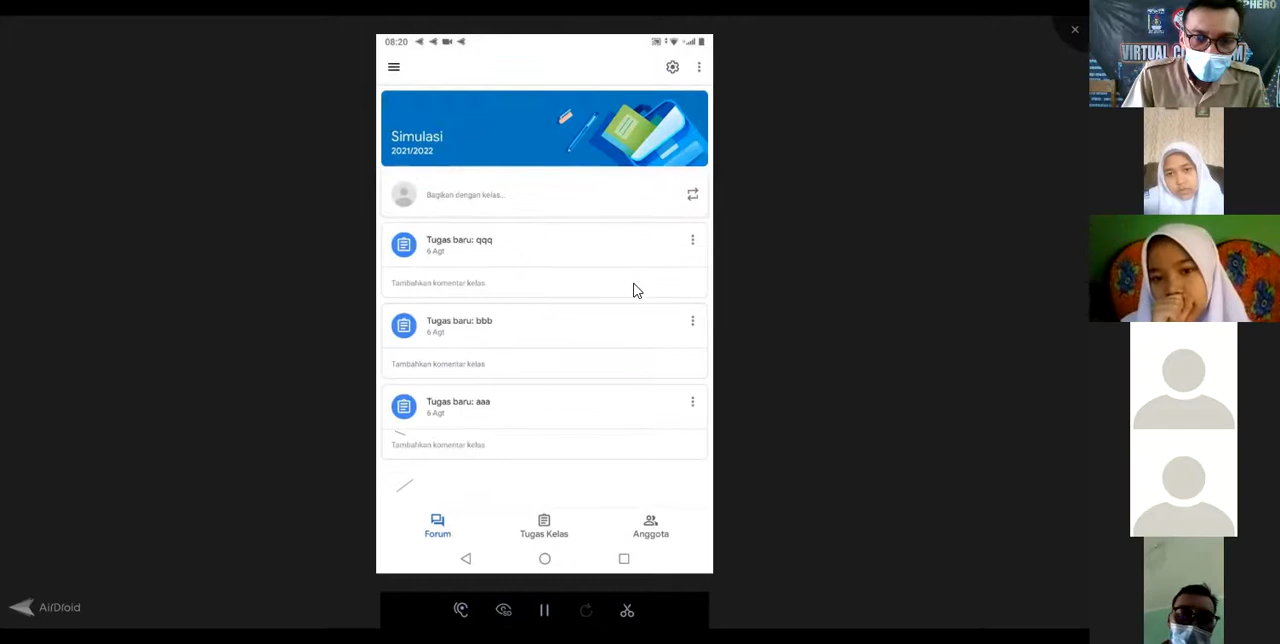 08:20
Simulasi
2021/2022
Bagikan dengan kelas...
Tugas baru: qqq
6 Agt
Tambahkan komentar kelas
Tugas baru: bbb
6 Agt
Tambahkan komentar kelas
Tugas baru: aaa
6 Agt
Tambahkan komentar kelas
Forum
Tugas Kelas
Anggota
AirDroid
VIRTUAL